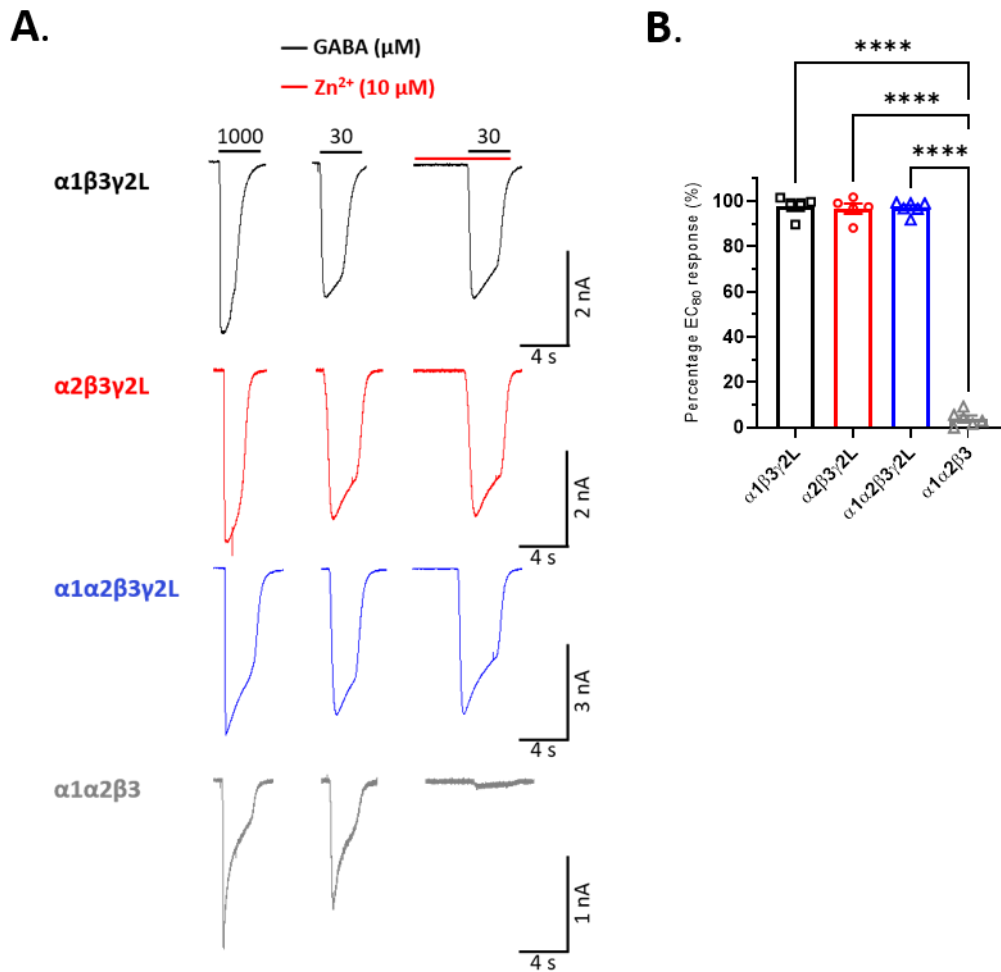 A.
GABA (µM)
Zn²⁺ (10 µM)
1000 30 30
α1β3γ2L
2 nA
4 s
α2β3γ2L
2 nA
4 s
α1α2β3γ2L
3 nA
4 s
α1α2β3
1 nA
4 s
B.
****
****
****
Percentage EC₈₀ response (%)
100
80
60
40
20
0
α1β3γ2L
α2β3γ2L
α1α2β3γ2L
α1α2β3